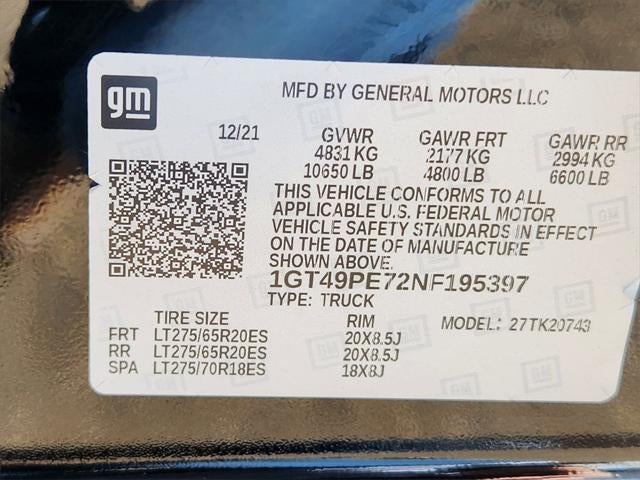 gm
MFD BY GENERAL MOTORS LLC
12/21 GVWR GAWR FRT GAWR RR
4831 KG 2177 KG 2994 KG
10650 LB 4800 LB 6600 LB
THIS VEHICLE CONFORMS TO ALL
APPLICABLE U.S. FEDERAL MOTOR
VEHICLE SAFETY STANDARDS IN EFFECT
ON THE DATE OF MANUFACTURE
SHOWN ABOVE.
1GT49PE72NF195397
TYPE: TRUCK
TIRE SIZE RIM MODEL: 27TK20743
FRT LT275/65R20ES 20X8.5J
RR LT275/65R20ES 20X8.5J
SPA LT275/70R18ES 18X8J